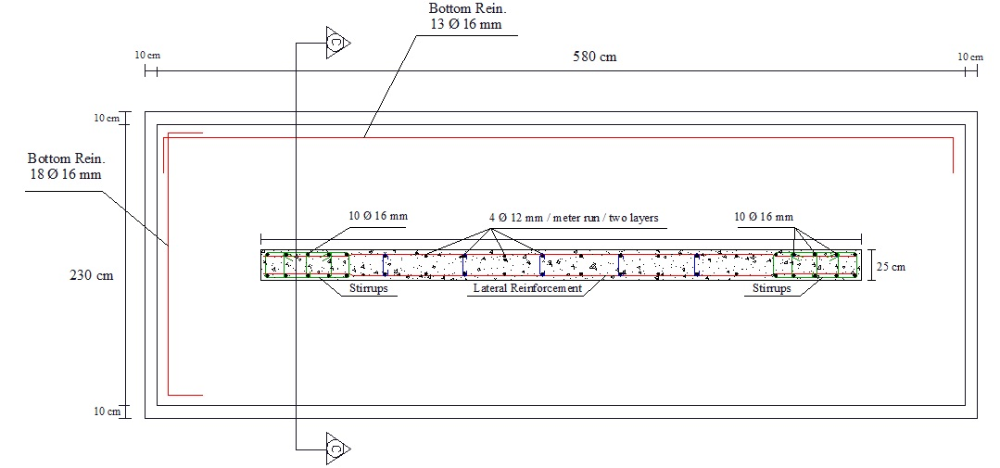 Bottom Rein.
13 Ø 16 mm
C
10 cm
580 cm
10 cm
10 cm
Bottom Rein.
18 Ø 16 mm
10 Ø 16 mm
4 Ø 12 mm / meter run / two layers
10 Ø 16 mm
230 cm
25 cm
Stirrups
Lateral Reinforcement
Stirrups
10 cm
C